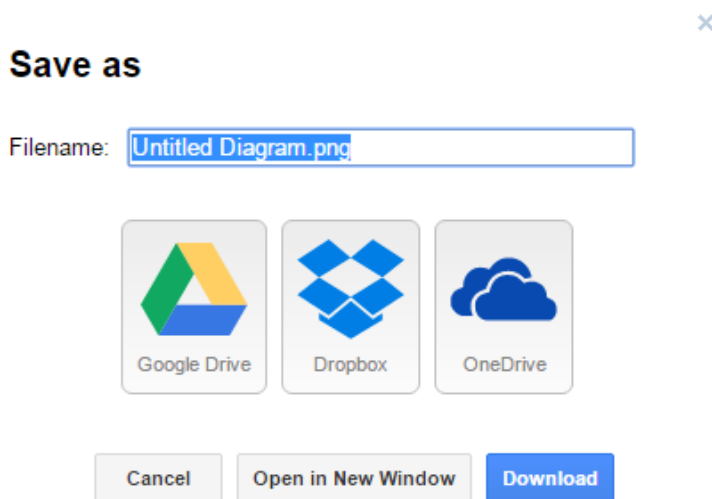 Save as
Filename: Untitled Diagram.png
Google Drive Dropbox OneDrive
Cancel Open in New Window Download